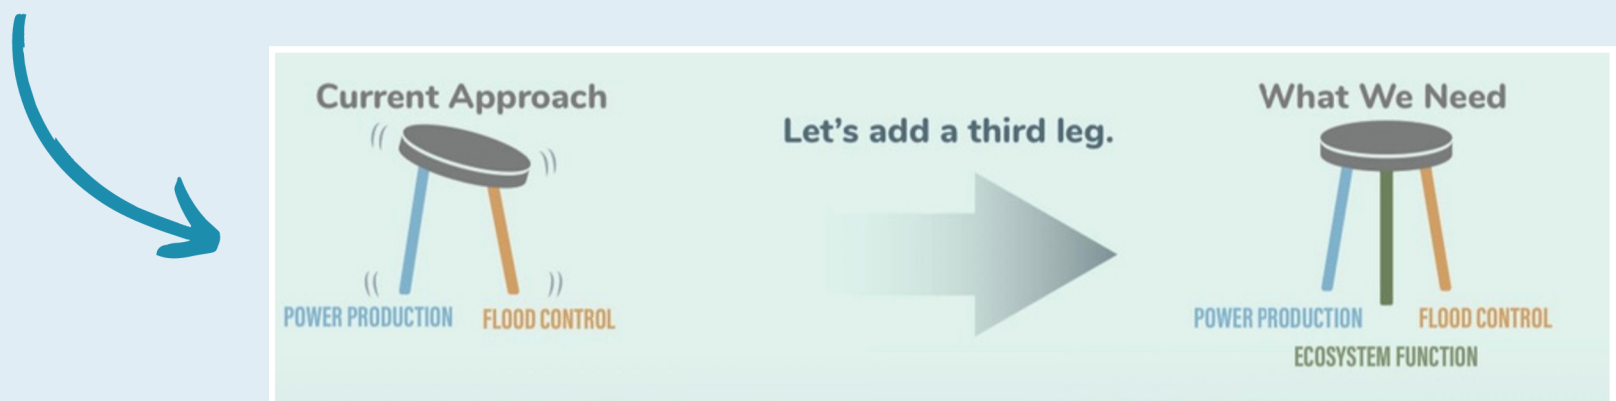 Current Approach
POWER PRODUCTION
FLOOD CONTROL
Let's add a third leg.
What We Need
POWER PRODUCTION
FLOOD CONTROL
ECOSYSTEM FUNCTION